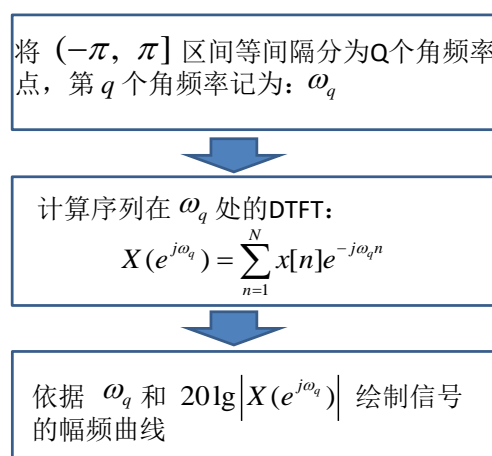 将 (−π, π] 区间等间隔分为Q个角频率
点，第 q 个角频率记为：ω_q
计算序列在 ω_q 处的DTFT：
X(e^{jω_q}) = \sum_{n=1}^{N} x[n]e^{-jω_q n}
依据 ω_q 和 20lg|X(e^{jω_q})| 绘制信号
的幅频曲线